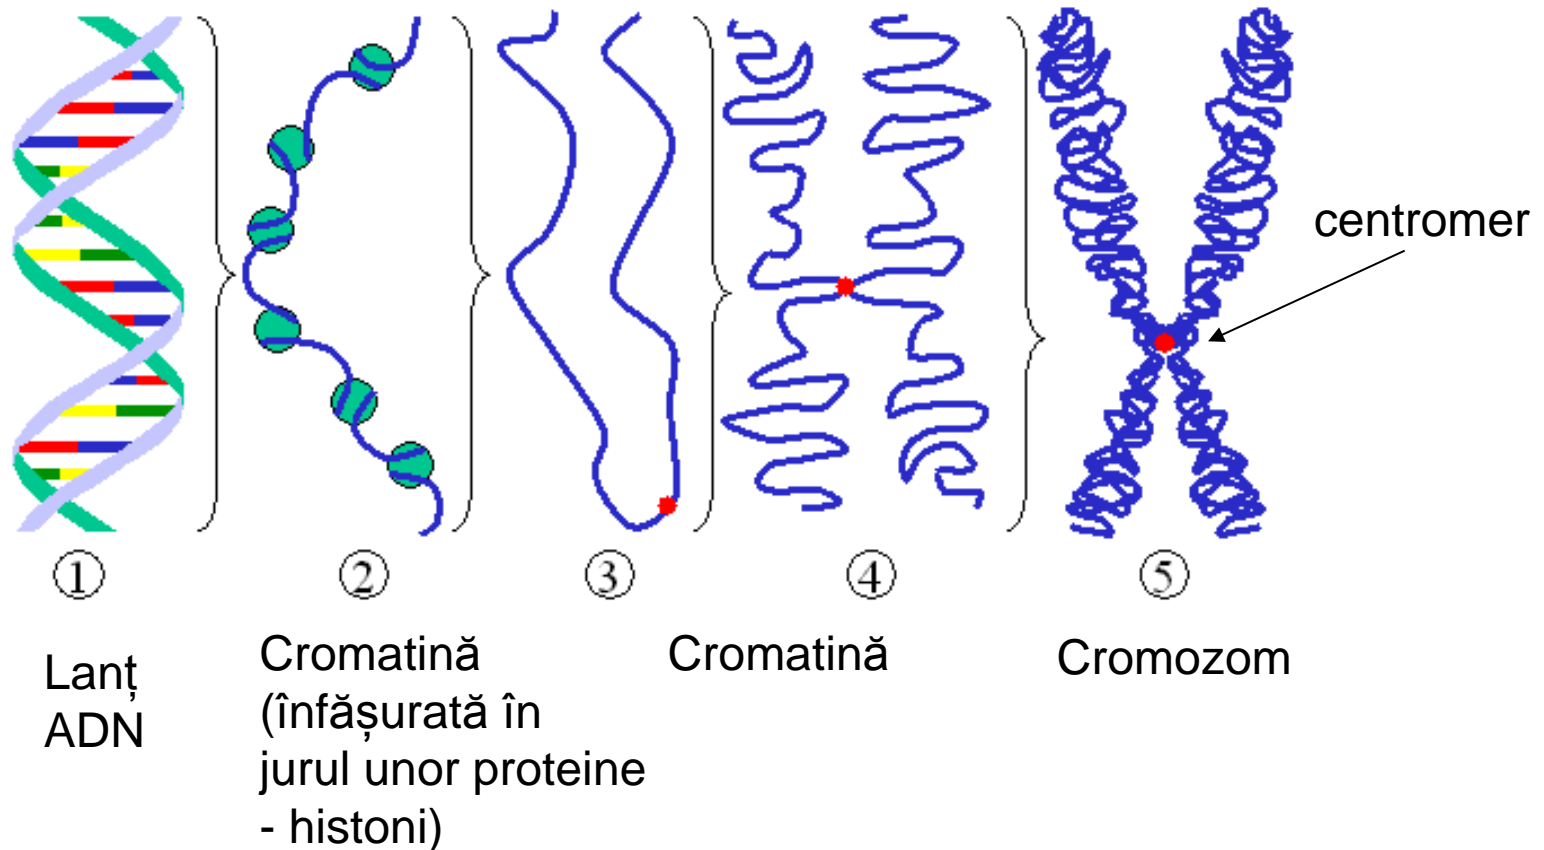 centromer
① ② ③ ④ ⑤
Lanț
ADN
Cromatină
(înfășurată în
jurul unor proteine
- histoni)
Cromatină
Cromozom